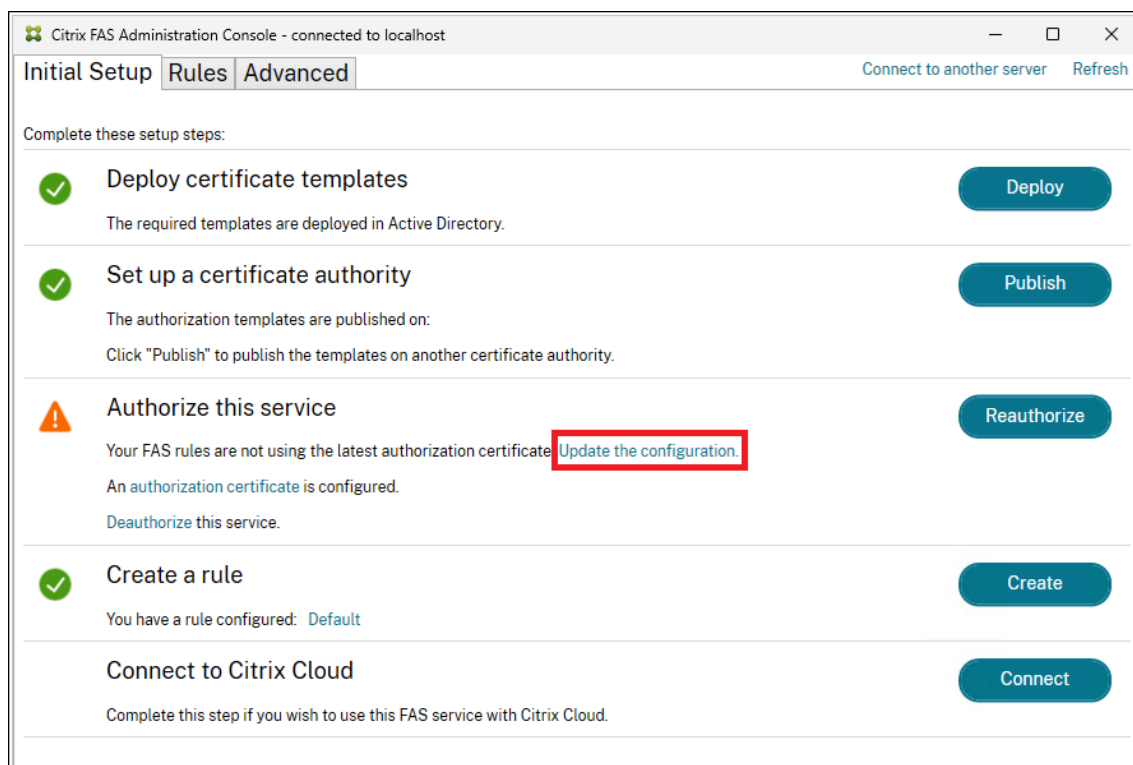 Citrix FAS Administration Console - connected to localhost
Initial Setup Rules Advanced Connect to another server Refresh
Complete these setup steps:
Deploy certificate templates
Deploy
The required templates are deployed in Active Directory.
Set up a certificate authority
Publish
The authorization templates are published on:
Click "Publish" to publish the templates on another certificate authority.
Authorize this service
Reauthorize
Your FAS rules are not using the latest authorization certificate Update the configuration.
An authorization certificate is configured.
Deauthorize this service.
Create a rule
Create
You have a rule configured: Default
Connect to Citrix Cloud
Connect
Complete this step if you wish to use this FAS service with Citrix Cloud.